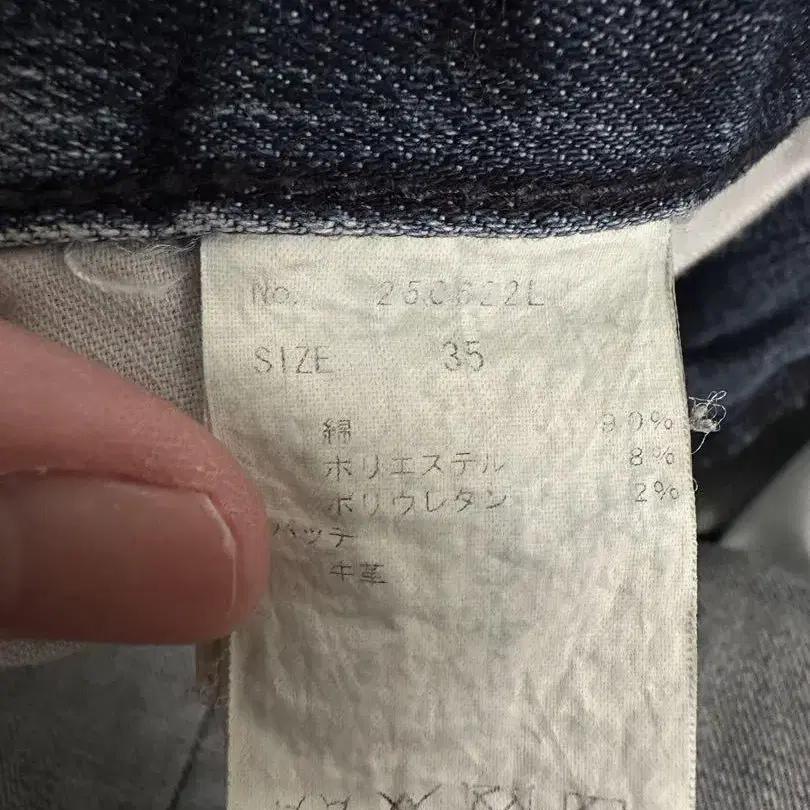 No. 250622L
SIZE 35
綿 90%
ポリエステル 8%
ポリウレタン 2%
パッチ
牛革